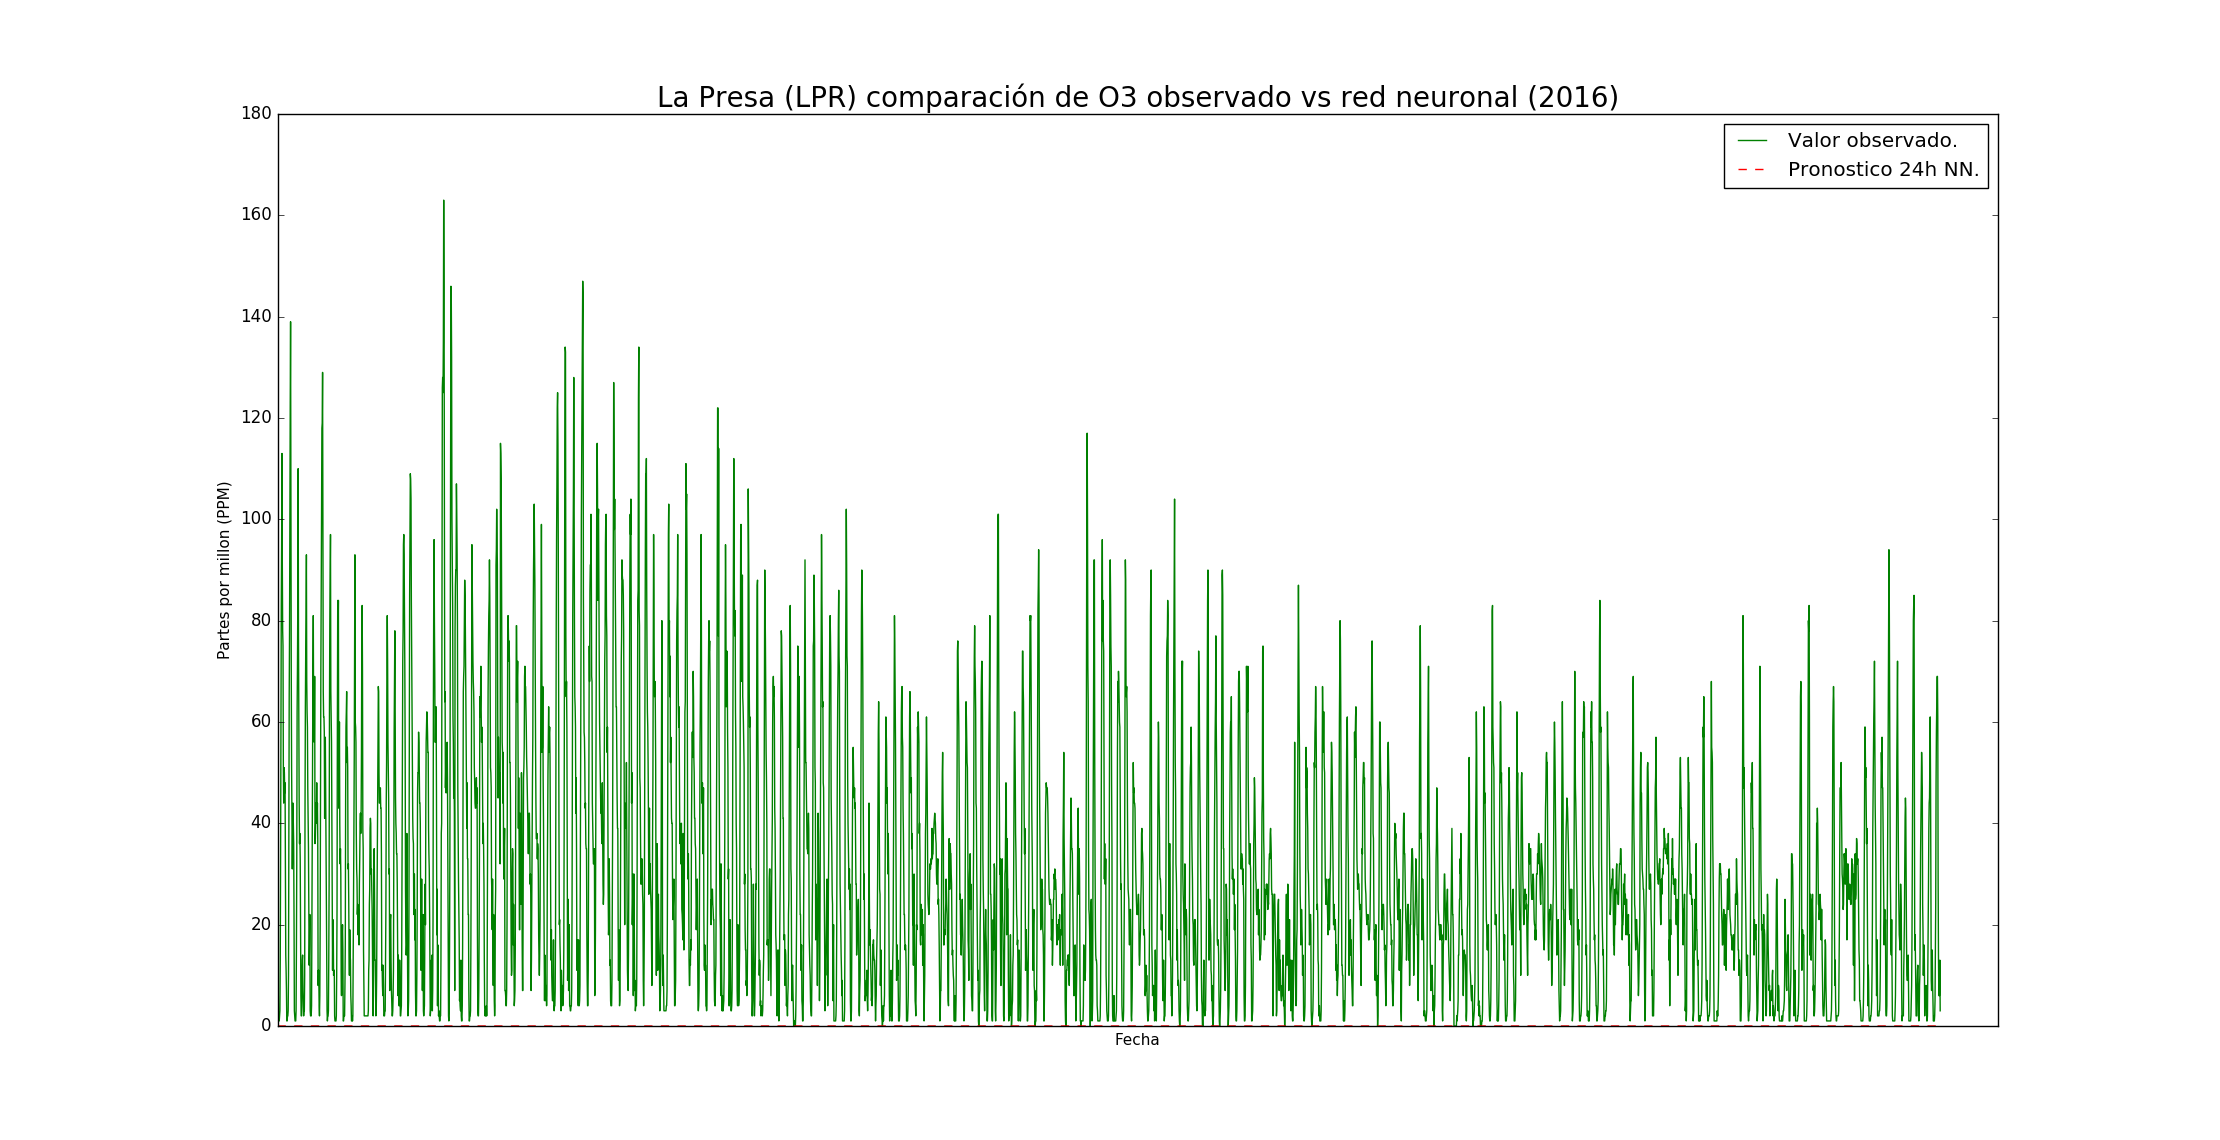 La Presa (LPR) comparación de O3 observado vs red neuronal (2016)
180
160
140
120
100
80
60
40
20
0
Partes por millon (PPM)
Valor observado.
Pronostico 24h NN.
Fecha